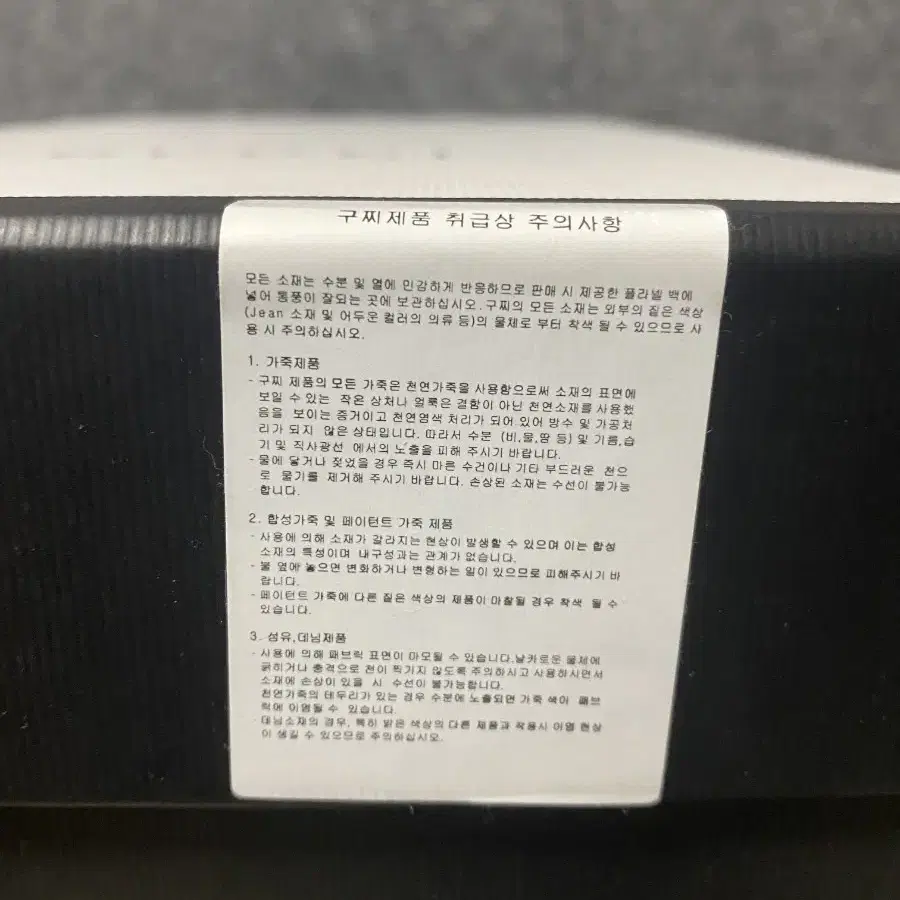 구찌제품 취급상 주의사항
모든 소재는 수분 및 열에 민감하게 반응하므로 판매 시 제공한 플라넬 백에
넣어 통풍이 잘되는 곳에 보관하십시오. 구찌의 모든 소재는 외부의 짙은 색상
(Jean 소재 및 어두운 컬러의 의류 등)의 물체로 부터 착색 될 수 있으므로 사
용 시 주의하십시오.
1. 가죽제품
- 구찌 제품의 모든 가죽은 천연가죽을 사용함으로써 소재의 표면에
보일 수 있는 작은 상처나 얼룩은 결함이 아닌 천연소재를 사용했
음을 보이는 증거이고 천연염색 처리가 되어 있어 방수 및 가공처
리가 되지 않은 상태입니다. 따라서 수분 (비,물,땀 등) 및 기름,습
기 및 직사광선 에서의 노출을 피해 주시기 바랍니다.
- 물에 닿거나 젖었을 경우 즉시 마른 수건이나 기타 부드러운 천으
로 물기를 제거해 주시기 바랍니다. 손상된 소재는 수선이 불가능
합니다.
2. 합성가죽 및 페이턴트 가죽 제품
- 사용에 의해 소재가 갈라지는 현상이 발생할 수 있으며 이는 합성
소재의 특성이며 내구성과는 관계가 없습니다.
- 불 옆에 놓으면 변화하거나 변형하는 일이 있으므로 피해주시기 바
랍니다.
- 페이턴트 가죽에 다른 짙은 색상의 제품이 마찰될 경우 착색 될 수
있습니다.
3. 섬유,데님제품
- 사용에 의해 패브릭 표면이 마모될 수 있습니다.날카로운 물체에
긁히거나 충격으로 천이 찍기지 않도록 주의하시고 사용하시면서
소재에 손상이 있을 시 수선이 불가능합니다.
천연가죽의 테두리가 있는 경우 수분에 노출되면 가죽 색이 패브
릭에 이염될 수 있습니다.
- 데님소재의 경우, 특히 밝은 색상의 다른 제품과 착용시 이염 현상
이 생길 수 있으므로 주의하십시오.